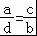 a/d = c/b